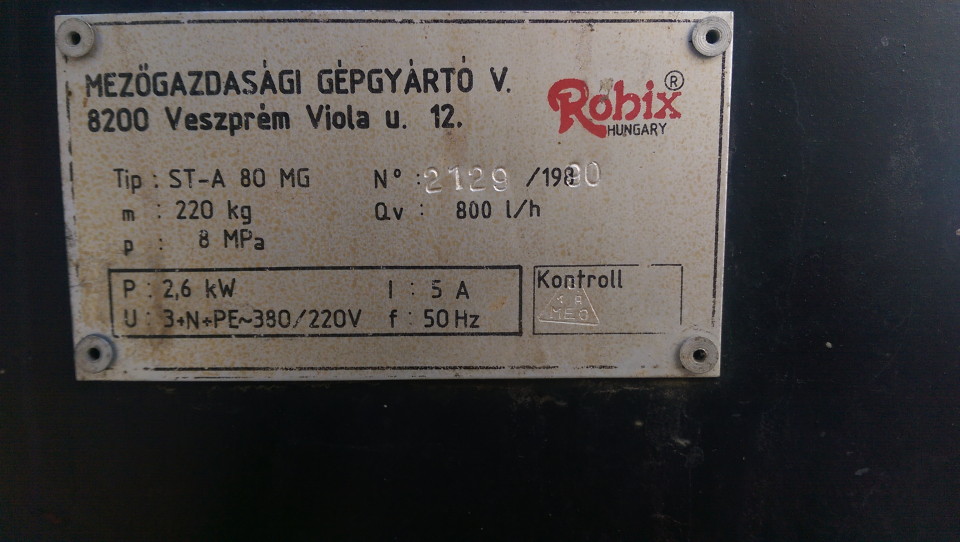 MEZŐGAZDASÁGI GÉPGYÁRTÓ V.
8200 Veszprém Viola u. 12.
Robix ®
HUNGARY
Tip : ST-A 80 MG N° : 2129 /1990
m : 220 kg Qv : 800 l/h
p : 8 MPa
P : 2,6 kW I : 5 A
U : 3+N+PE~380/220V f : 50 Hz
Kontroll
MEO